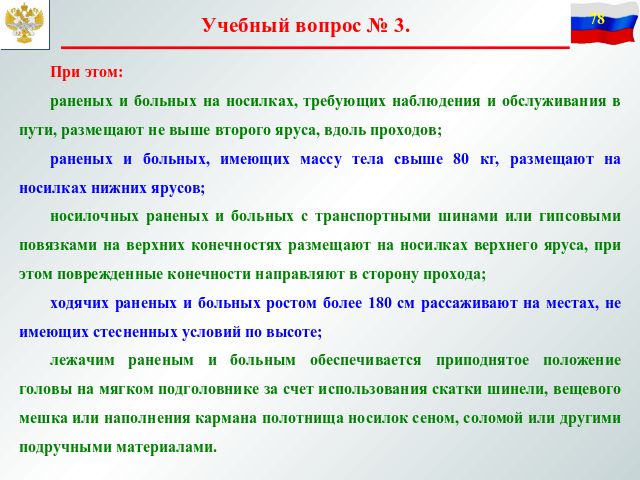 Учебный вопрос № 3.
78
При этом:
раненых и больных на носилках, требующих наблюдения и обслуживания в
пути, размещают не выше второго яруса, вдоль проходов;
раненых и больных, имеющих массу тела свыше 80 кг, размещают на
носилках нижних ярусов;
носилочных раненых и больных с транспортными шинами или гипсовыми
повязками на верхних конечностях размещают на носилках верхнего яруса, при
этом поврежденные конечности направляют в сторону прохода;
ходячих раненых и больных ростом более 180 см рассаживают на местах, не
имеющих стесненных условий по высоте;
лежачим раненым и больным обеспечивается приподнятое положение
головы на мягком подголовнике за счет использования скатки шинели, вещевого
мешка или наполнения кармана полотнища носилок сеном, соломой или другими
подручными материалами.